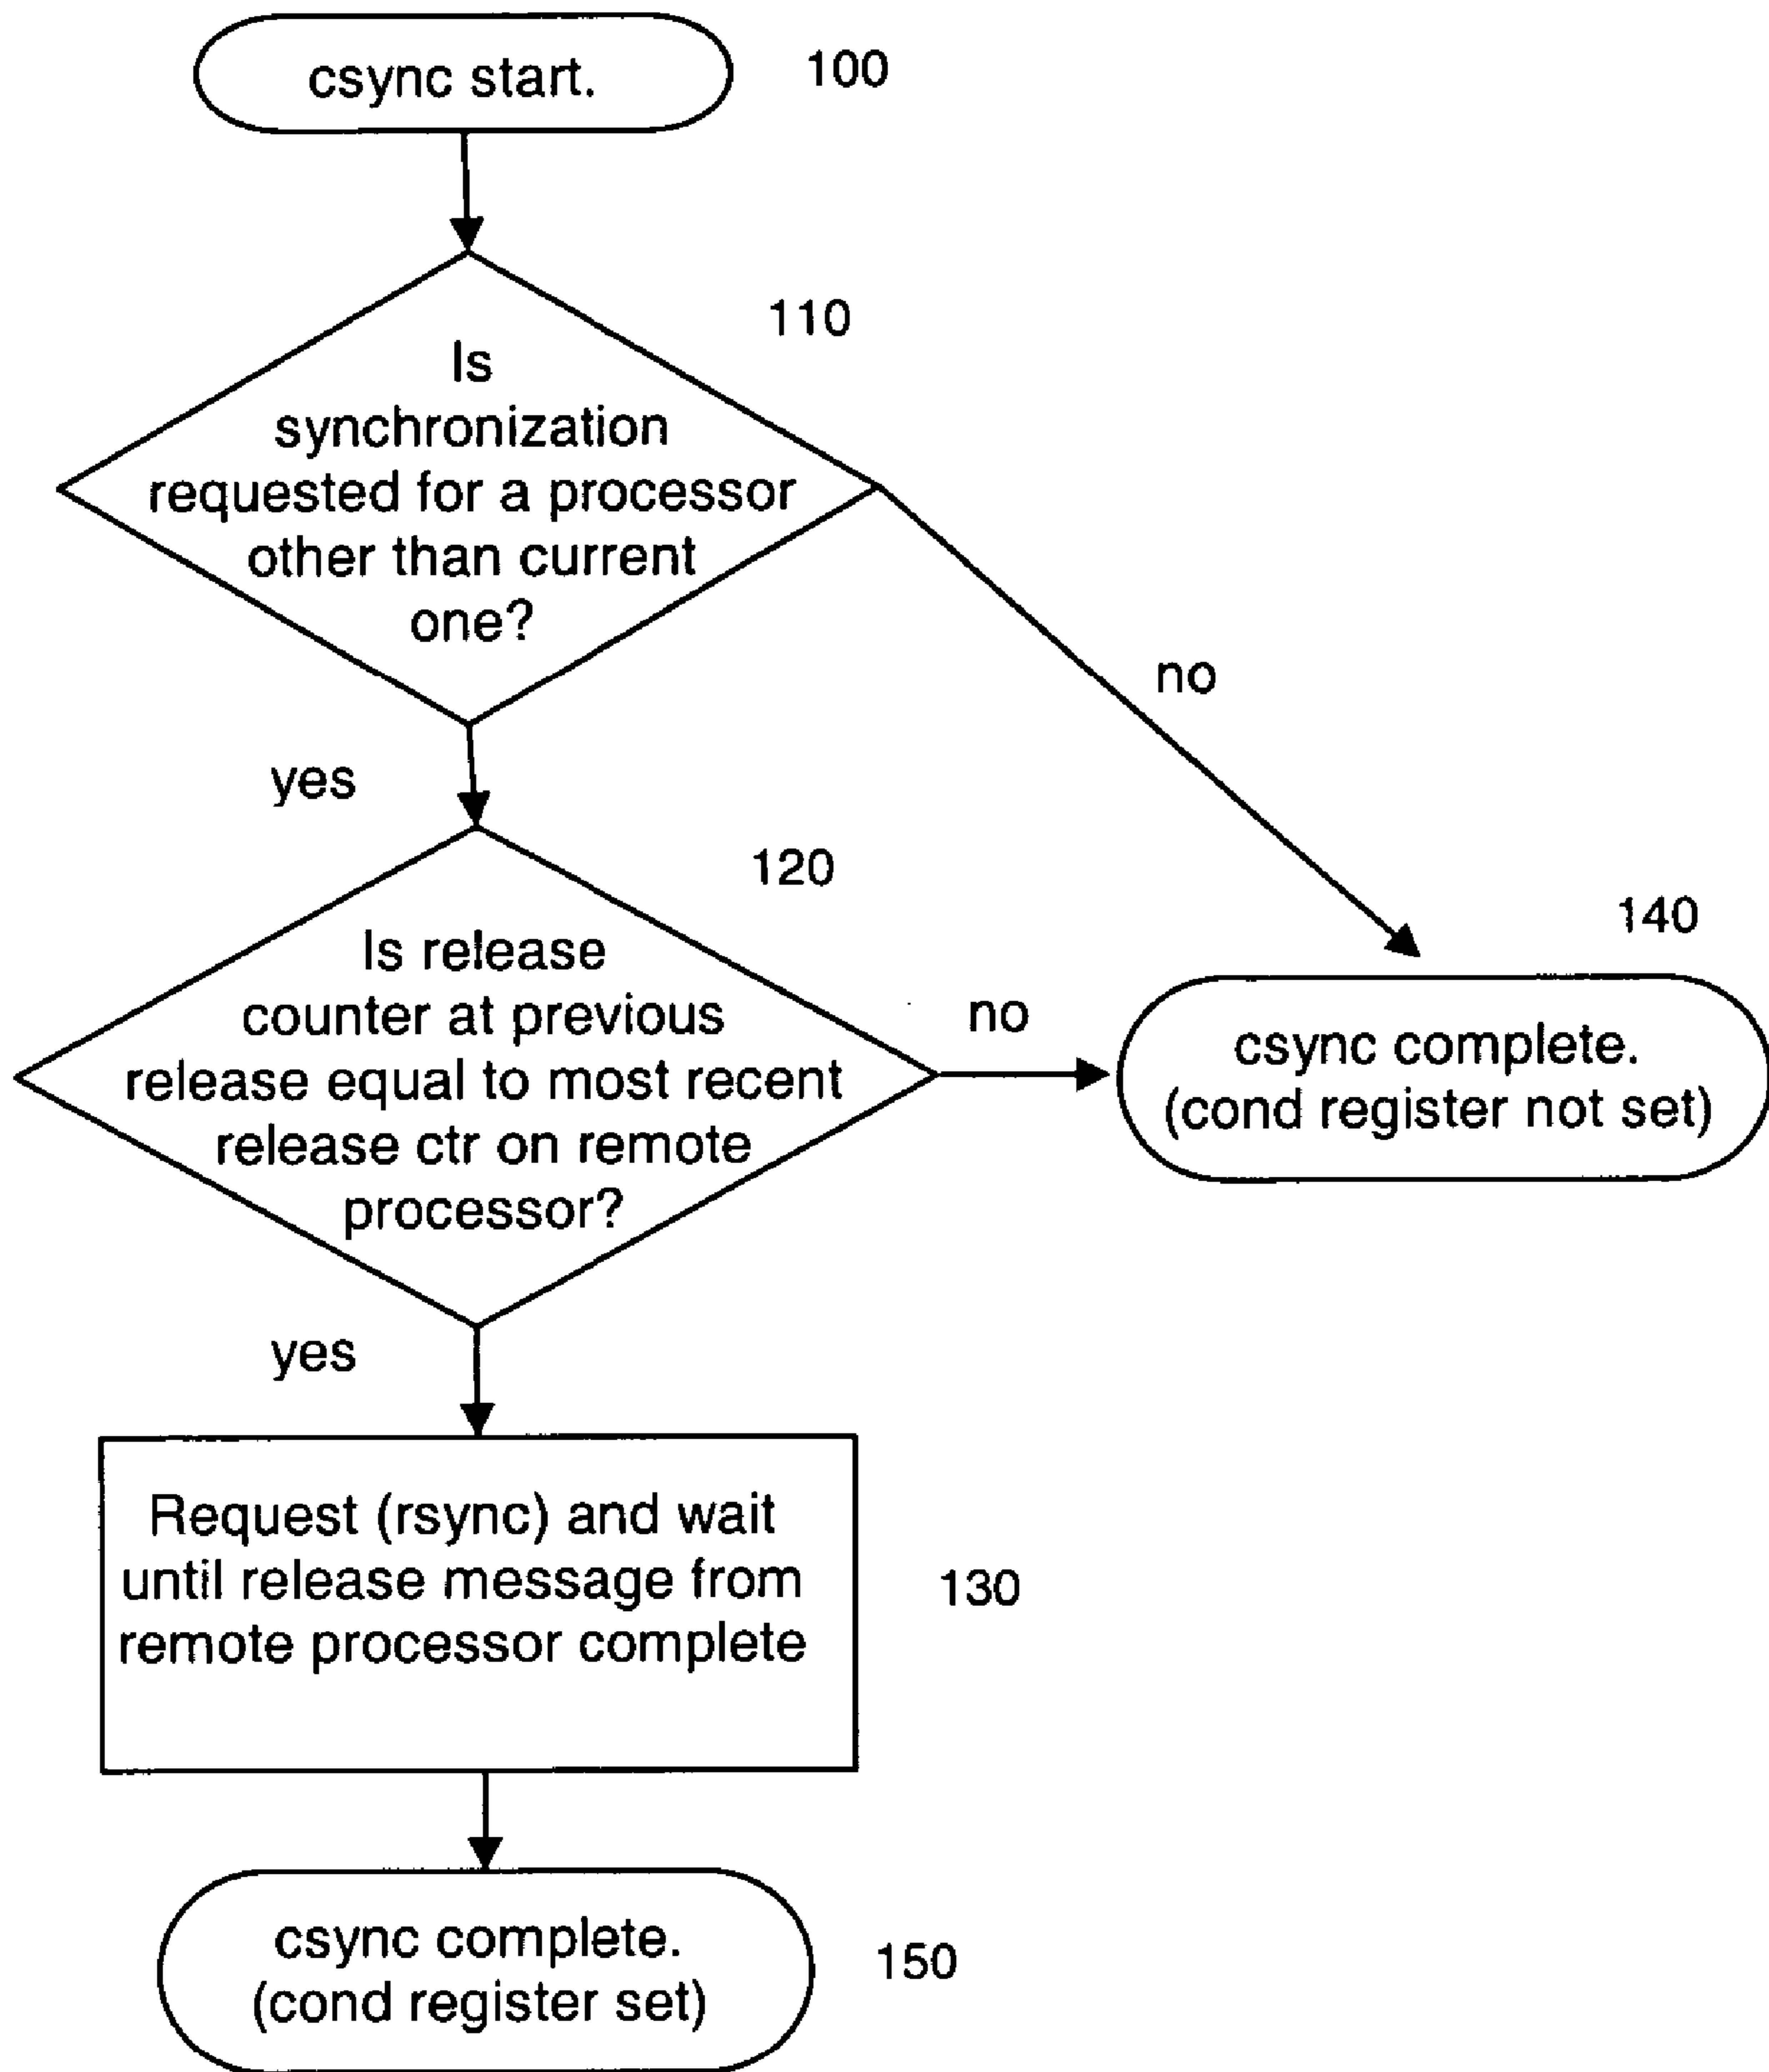 csync start.
100
110
Is
synchronization
requested for a processor
other than current
one?
no
yes
120
140
Is release
counter at previous
release equal to most recent
release ctr on remote
processor?
no
csync complete.
(cond register not set)
yes
Request (rsync) and wait
until release message from
remote processor complete
130
csync complete.
(cond register set)
150